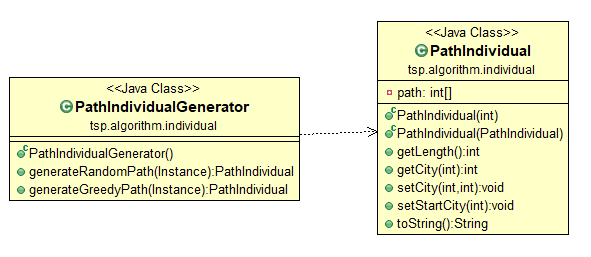 <<Java Class>>
PathIndividualGenerator
tsp.algorithm.individual
PathIndividualGenerator()
generateRandomPath(Instance):PathIndividual
generateGreedyPath(Instance):PathIndividual
<<Java Class>>
PathIndividual
tsp.algorithm.individual
path: int[]
PathIndividual(int)
PathIndividual(PathIndividual)
getLength():int
getCity(int):int
setCity(int,int):void
setStartCity(int):void
toString():String